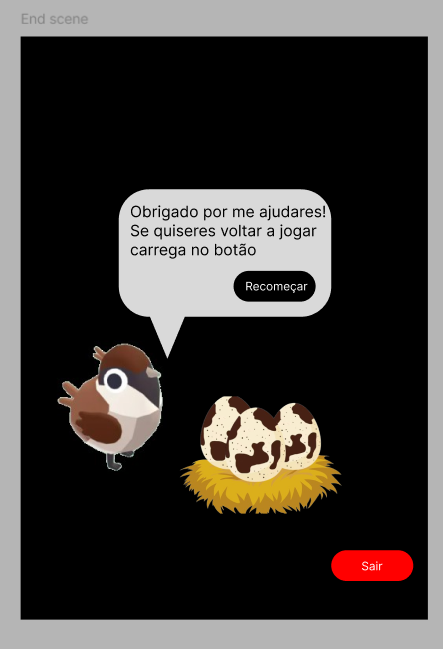 End scene
Obrigado por me ajudares!
Se quiseres voltar a jogar
carrega no botão
Recomeçar
Sair